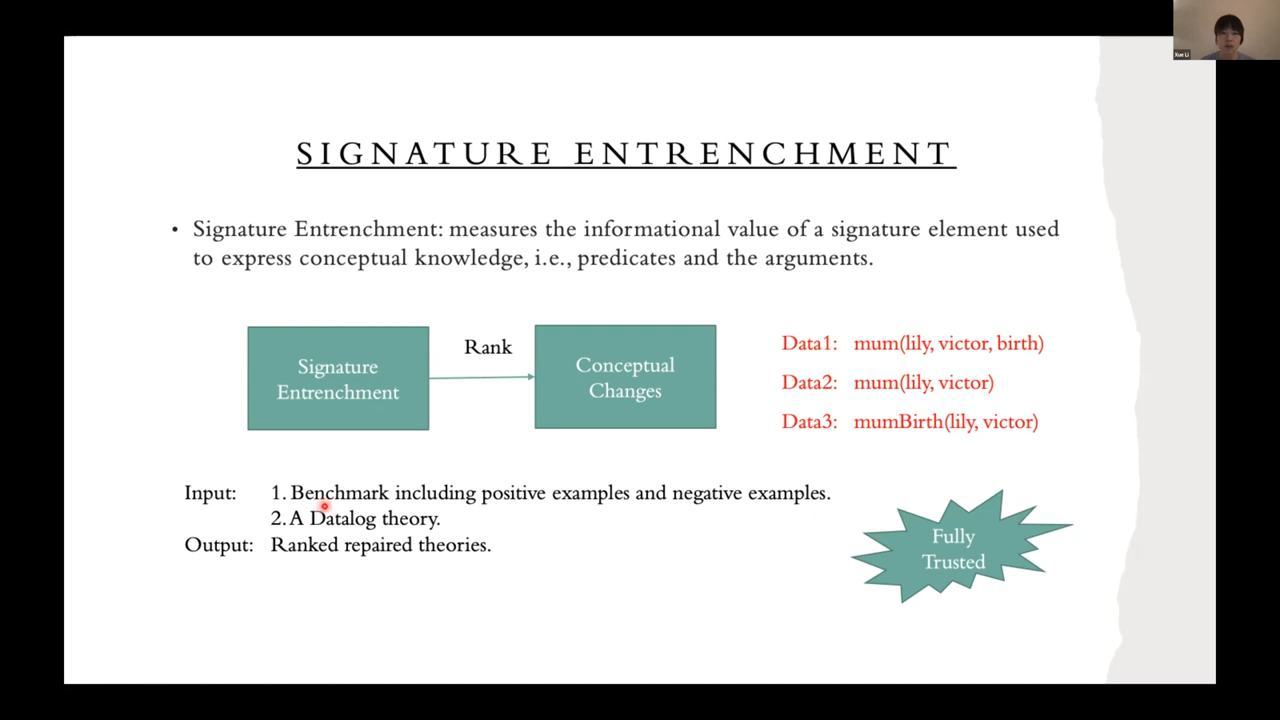 Xue Li
SIGNATURE ENTRENCHMENT
• Signature Entrenchment: measures the informational value of a signature element used
to express conceptual knowledge, i.e., predicates and the arguments.
Signature
Entrenchment
Rank
Conceptual
Changes
Data1: mum(lily, victor, birth)
Data2: mum(lily, victor)
Data3: mumBirth(lily, victor)
Input: 1. Benchmark including positive examples and negative examples.
2. A Datalog theory.
Output: Ranked repaired theories.
Fully
Trusted